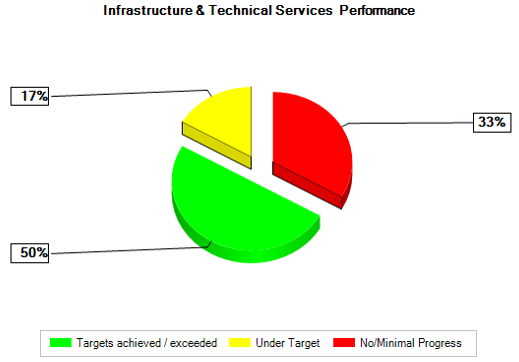 Infrastructure & Technical Services Performance
17%
33%
50%
Targets achieved / exceeded Under Target No/Minimal Progress